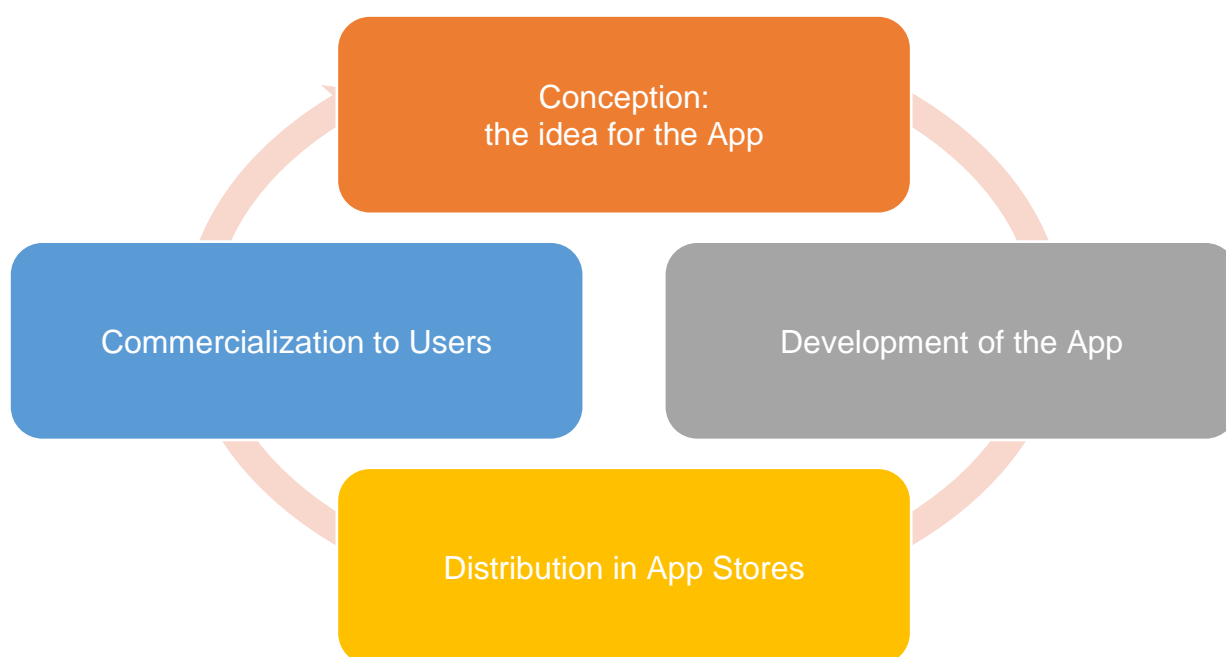 Conception:
the idea for the App
Commercialization to Users
Development of the App
Distribution in App Stores